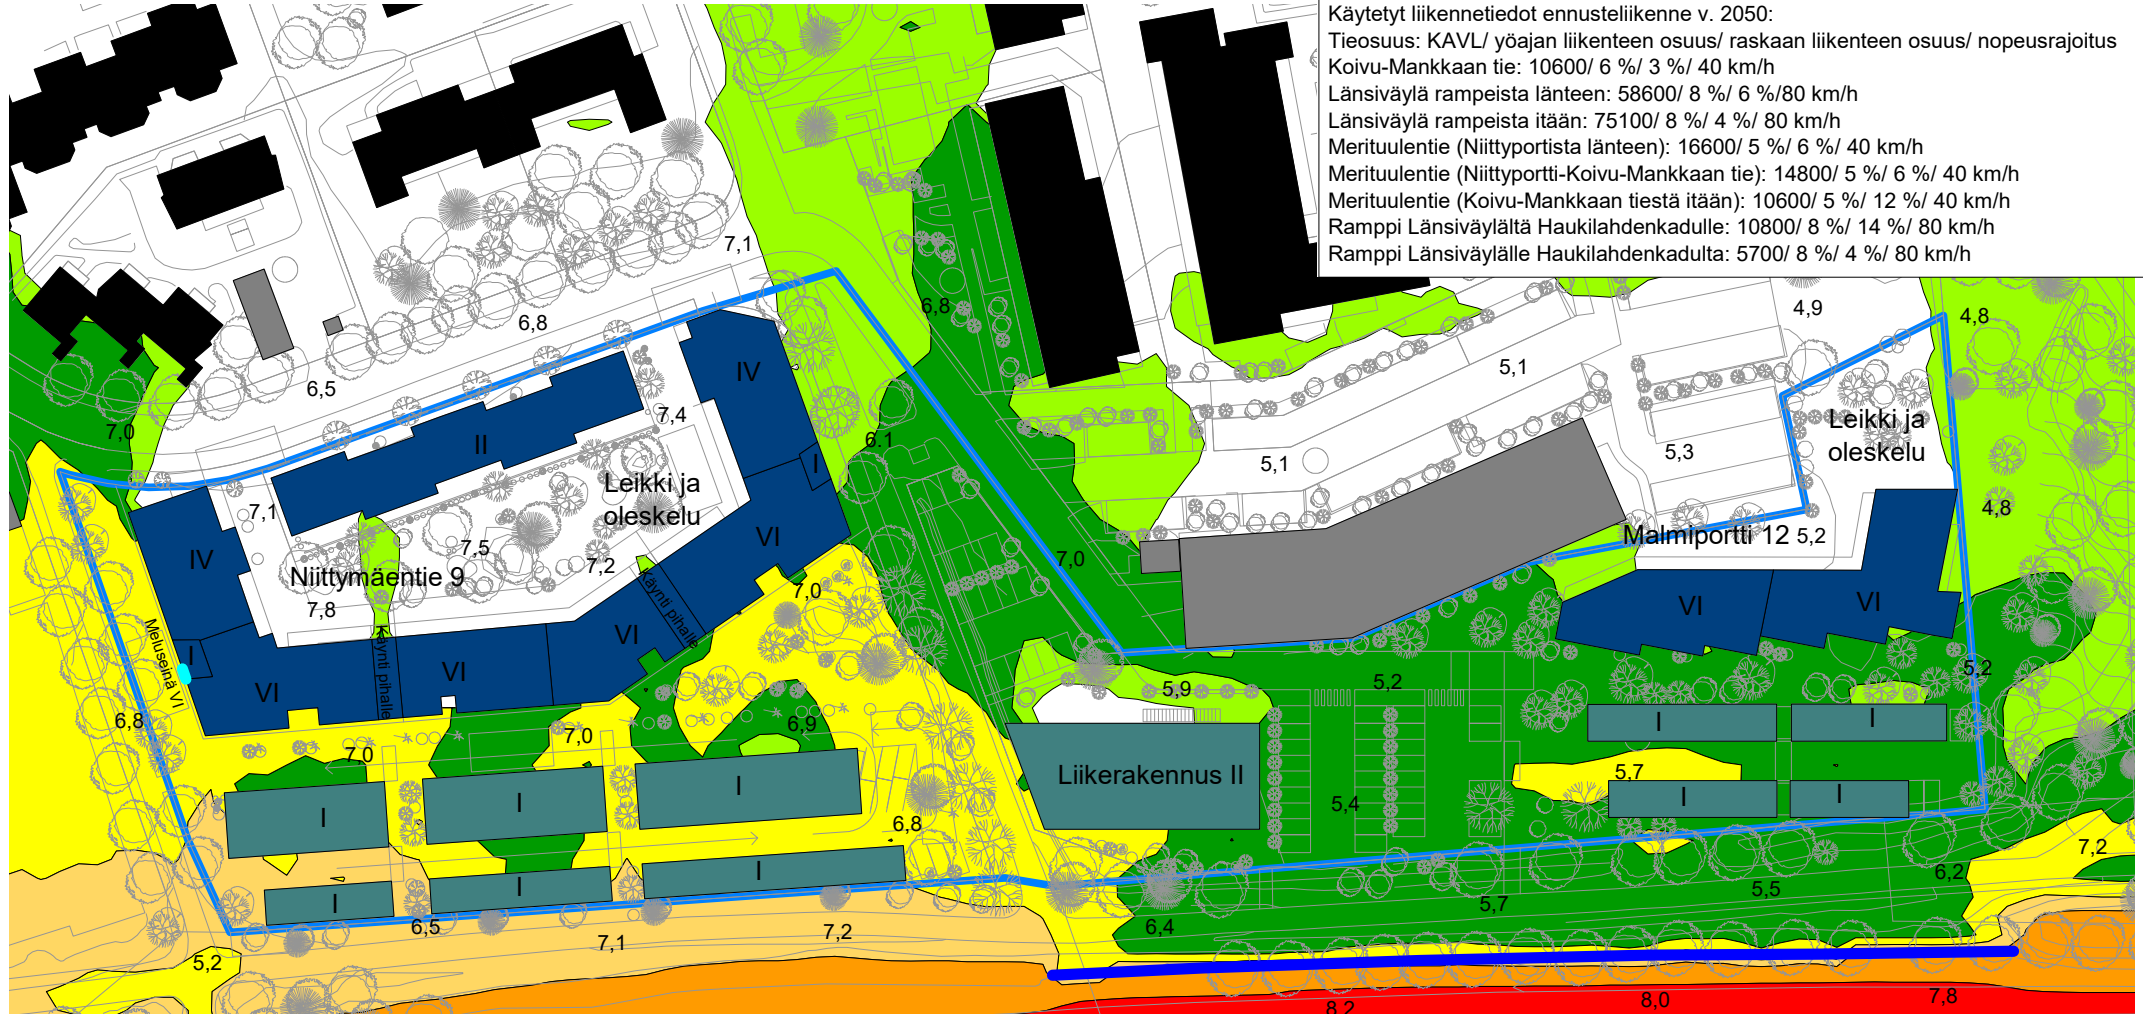 Käytetyt liikennetiedot ennusteliikenne v. 2050:
Tieosuus: KAVL/ yöajan liikenteen osuus/ raskaan liikenteen osuus/ nopeusrajoitus
Koivu-Mankkaan tie: 10600/ 6 %/ 3 %/ 40 km/h
Länsiväylä rampeista länteen: 58600/ 8 %/ 6 %/80 km/h
Länsiväylä rampeista itään: 75100/ 8 %/ 4 %/ 80 km/h
Merituulentie (Niittyportista länteen): 16600/ 5 %/ 6 %/ 40 km/h
Merituulentie (Niittyportti-Koivu-Mankkaan tie): 14800/ 5 %/ 6 %/ 40 km/h
Merituulentie (Koivu-Mankkaan tiestä itään): 10600/ 5 %/ 12 %/ 40 km/h
Ramppi Länsiväylältä Haukilahdenkadulle: 10800/ 8 %/ 14 %/ 80 km/h
Ramppi Länsiväylälle Haukilahdenkadulta: 5700/ 8 %/ 4 %/ 80 km/h
7,1
6,8
6,8
4,9
4,8
6,5
IV
5,1
7,4
7,0
6.1
II
Leikki ja
oleskelu
5,3
5,1
I
Leikki ja
oleskelu
7,1
4,8
VI
Malmiportti 12
5,2
7,5
IV
7,2
7,0
Niittymäentie 9
7,8
7,0
Käynti pihalle
VI
VI
VI
Meluseinä VI
I
Käynti pihalle
VI
VI
5,2
5,9
5,2
6,8
6,9
7,0
7,0
I
I
Liikerakennus II
5,7
I
I
I
5,4
I
I
6,8
7,2
I
I
I
6,2
5,5
5,7
6,5
6,4
7,1
7,2
5,2
8,2
8,0
7,8